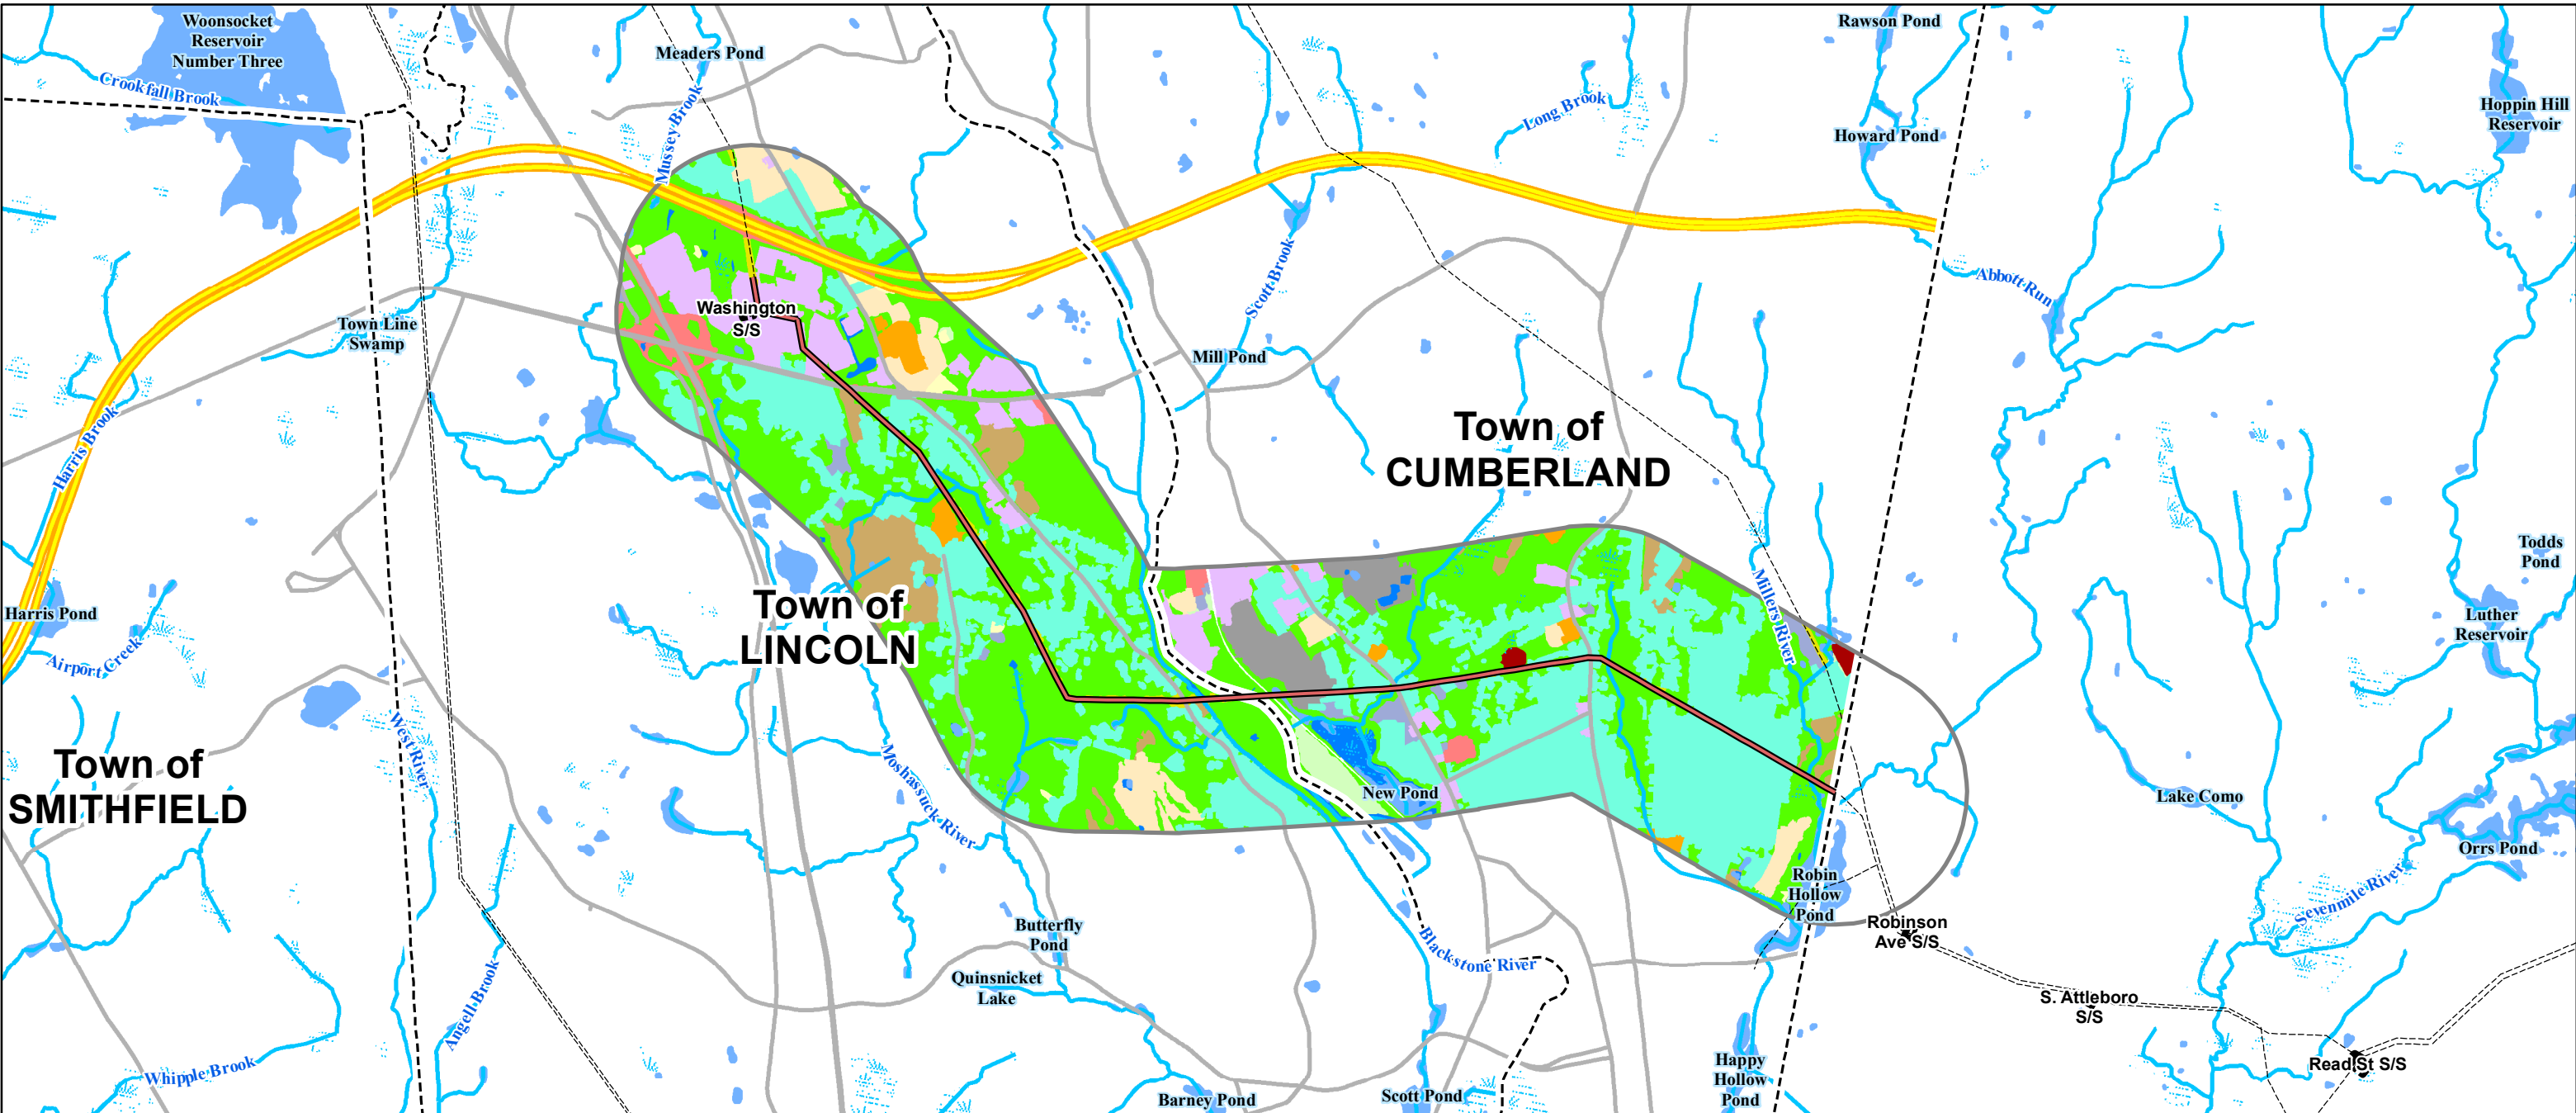 Woonsocket
Reservoir
Number Three
Crookfall Brook
Meaders Pond
Mussey Brook
Rawson Pond
Long Brook
Howard Pond
Hoppin Hill
Reservoir
Scott Brook
Abbott Run
Washington
S/S
Town Line
Swamp
Mill Pond
Harris Brook
Town of
CUMBERLAND
Todds
Pond
Harris Pond
Town of
LINCOLN
Millers River
Luther
Reservoir
Airport Creek
West River
Town of
SMITHFIELD
Moshassuck River
New Pond
Lake Como
Orrs Pond
Robin
Hollow
Pond
Sevenmile River
Robinson
Ave S/S
Butterfly
Pond
Blackstone River
Quinsnicket
Lake
Angell Brook
S. Attleboro
S/S
Whipple Brook
Read St S/S
Happy
Hollow
Pond
Barney Pond
Scott Pond